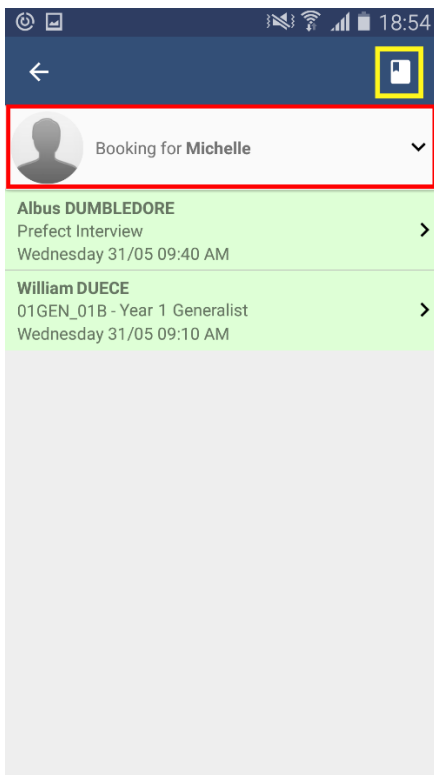 18:54
Booking for Michelle
Albus DUMBLEDORE
Prefect Interview
Wednesday 31/05 09:40 AM
William DUECE
01GEN_01B - Year 1 Generalist
Wednesday 31/05 09:10 AM